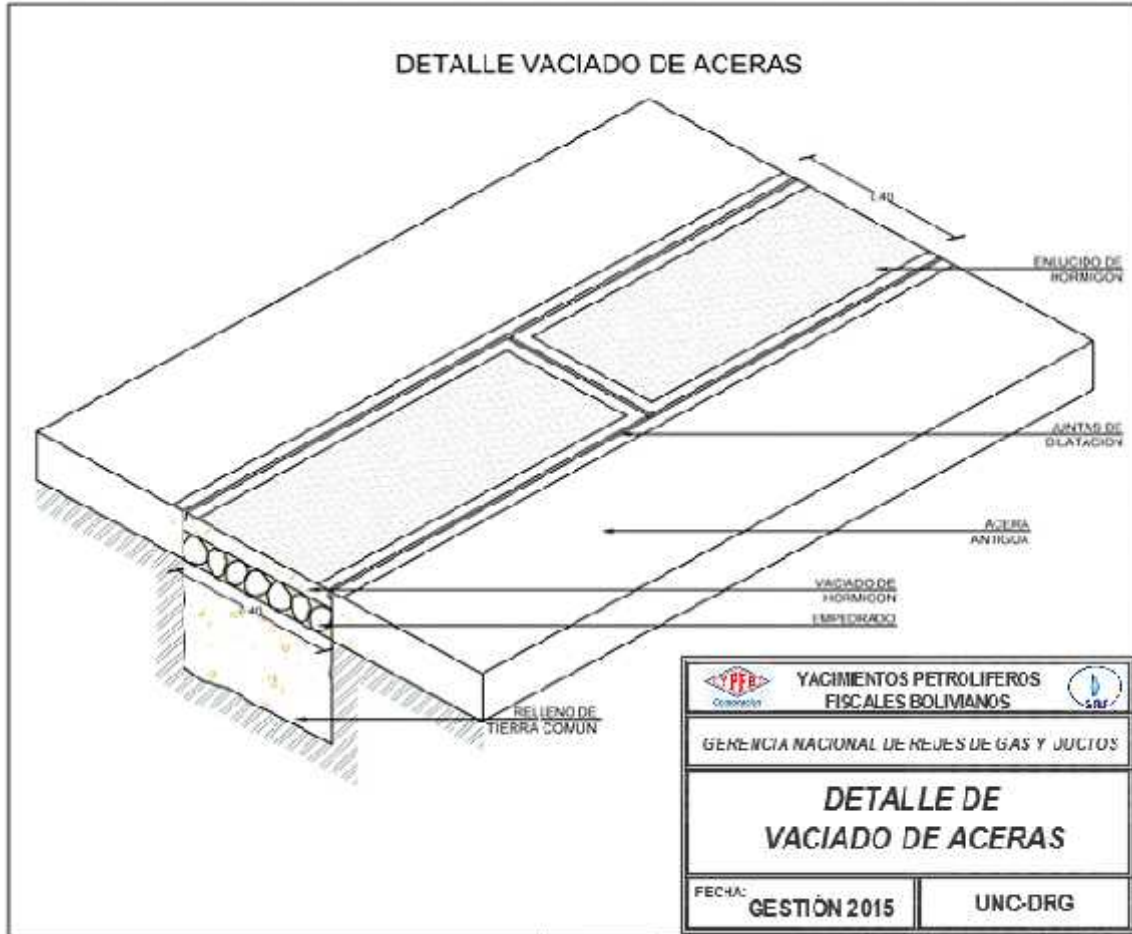 DETALLE VACIADO DE ACERAS
0.40
ENLUCIDO DE
HORMIGON
JUNTAS DE
DILATACION
ACERA
ANTIGUA
VACIADO DE
HORMIGON
EMPEDRADO
0.40
RELLENO DE
TIERRA COMUN
YPFB
Corporación
YACIMIENTOS PETROLIFEROS
FISCALES BOLIVIANOS
GERENCIA NACIONAL DE REDES DE GAS Y DUCTOS
DETALLE DE
VACIADO DE ACERAS
FECHA:
GESTIÓN 2015
UNC-DRG